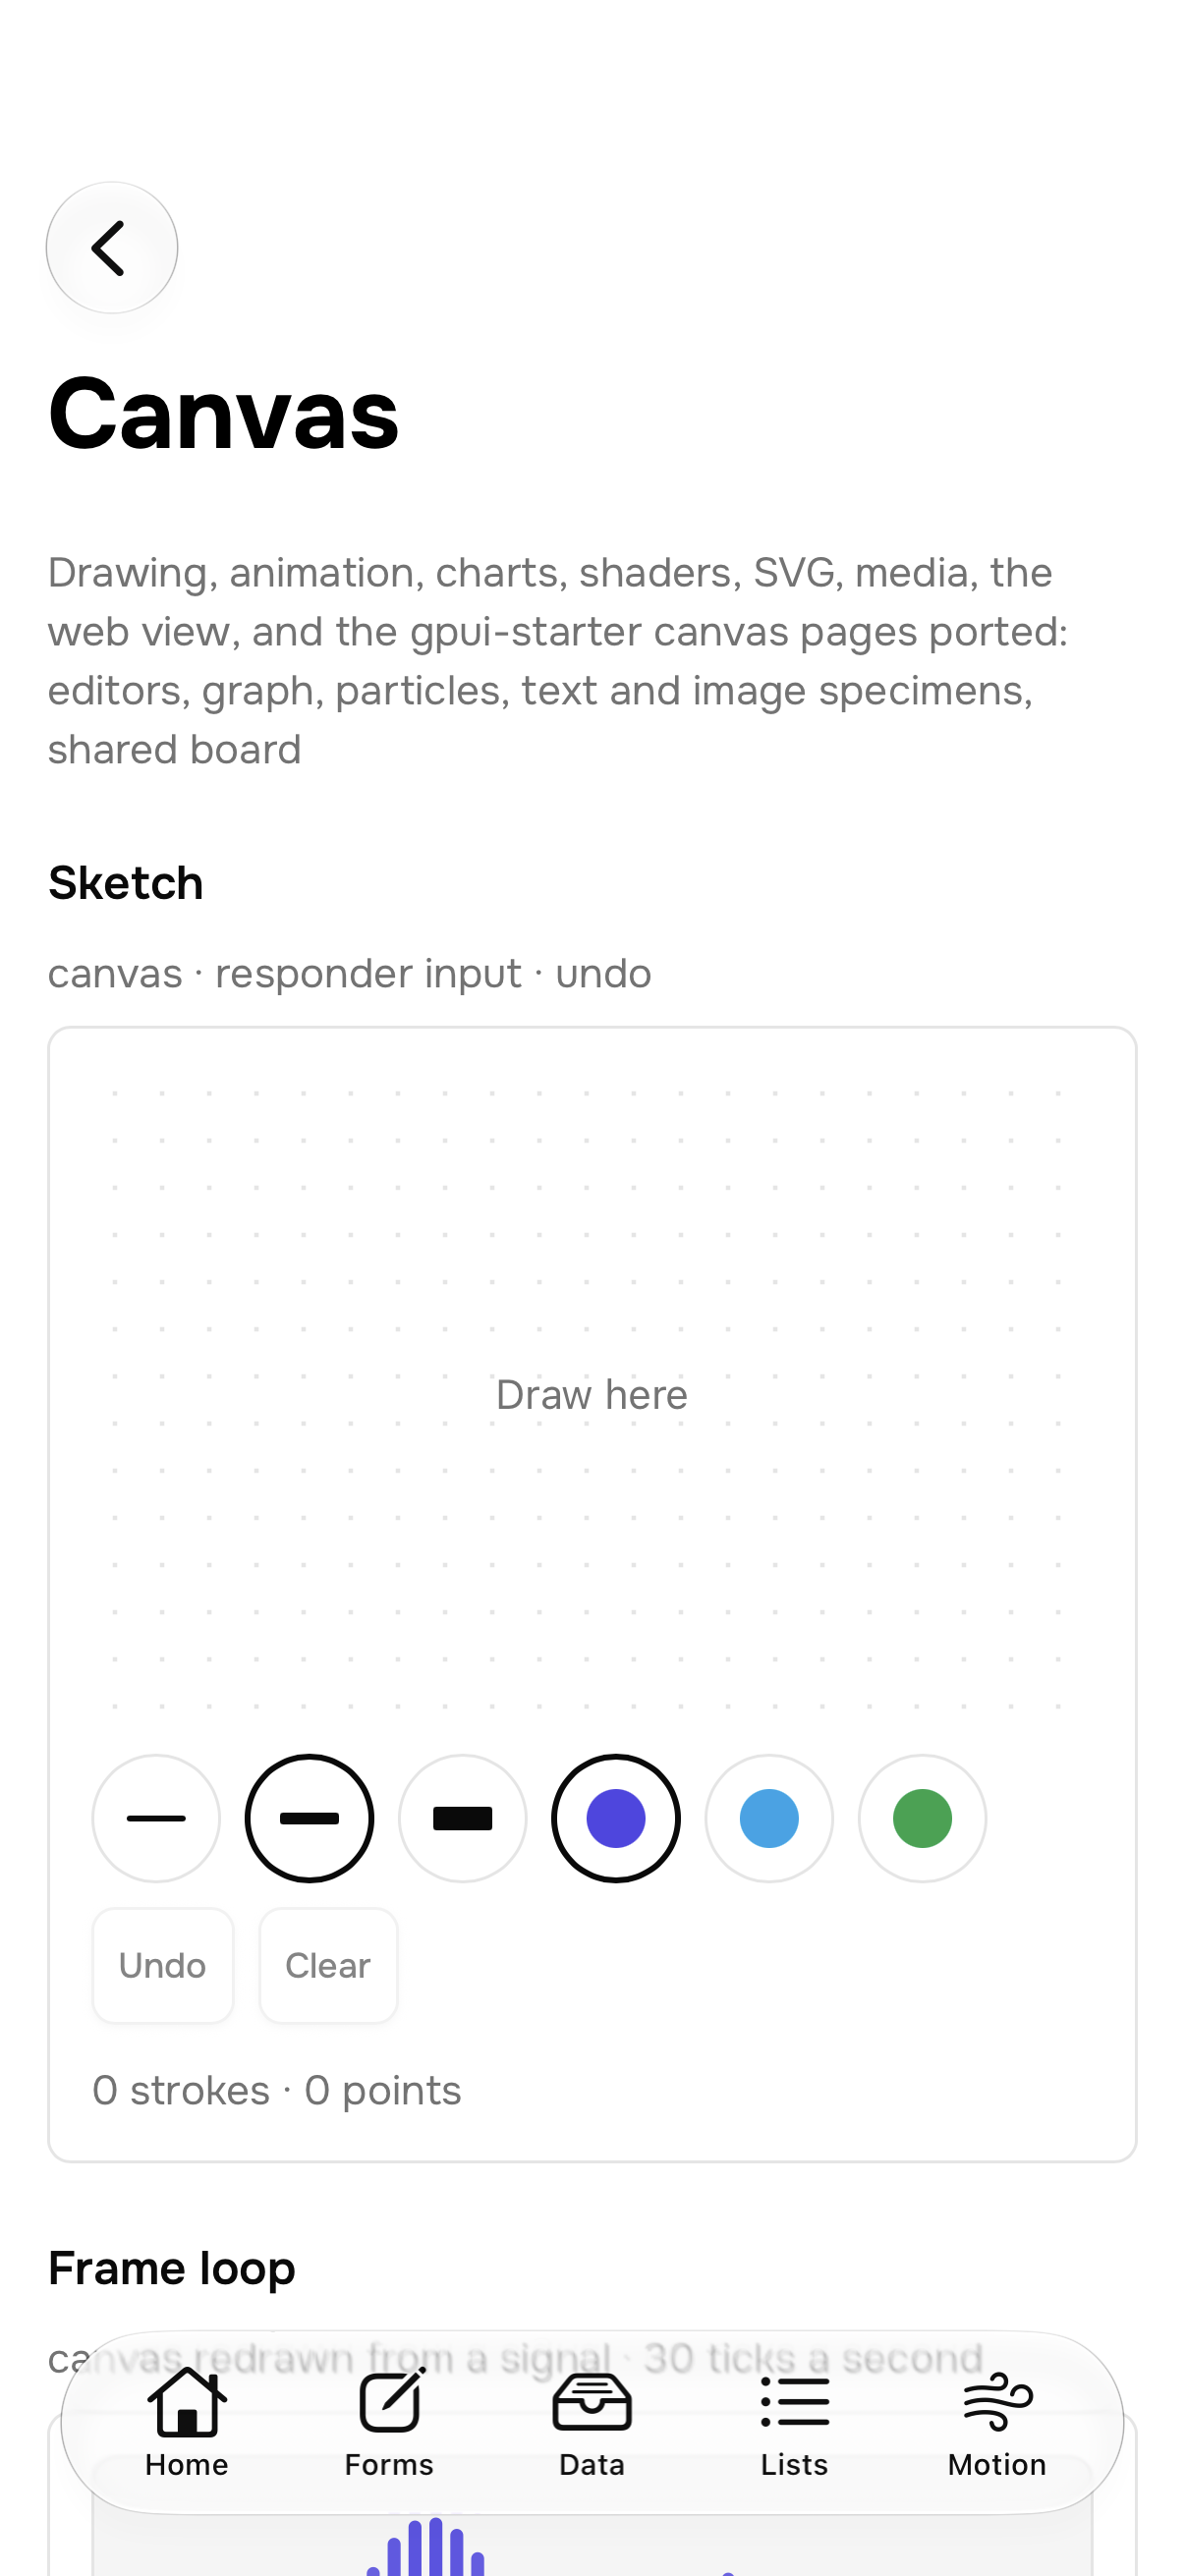 Canvas
Drawing, animation, charts, shaders, SVG, media, the
web view, and the gpui-starter canvas pages ported:
editors, graph, particles, text and image specimens,
shared board
Sketch
canvas · responder input · undo
Draw here
Undo
Clear
0 strokes · 0 points
Frame loop
canvas redrawn from a signal · 30 ticks a second
Home
Forms
Data
Lists
Motion